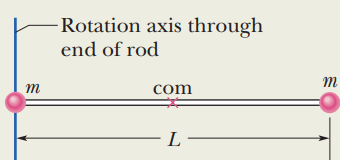 Rotation axis through
end of rod
m com m
L